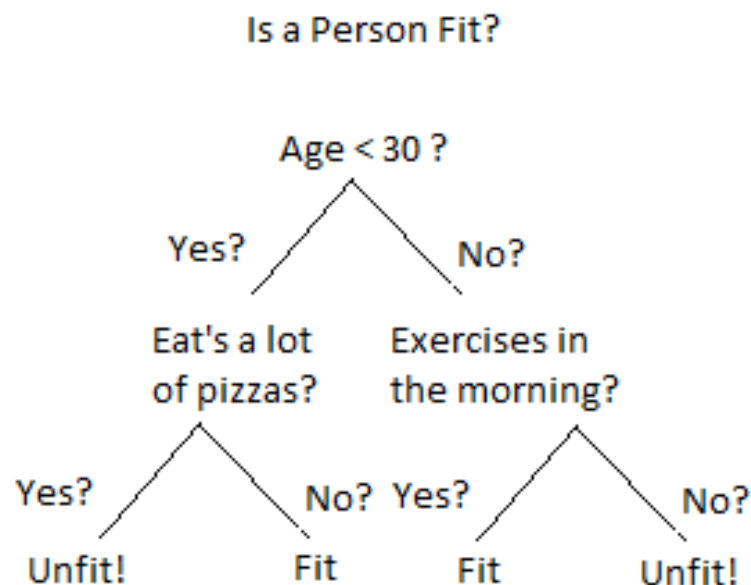 Is a Person Fit?
Age < 30 ?
Yes?
No?
Eat's a lot
of pizzas?
Exercises in
the morning?
Yes?
No?
Yes?
No?
Unfit!
Fit
Fit
Unfit!